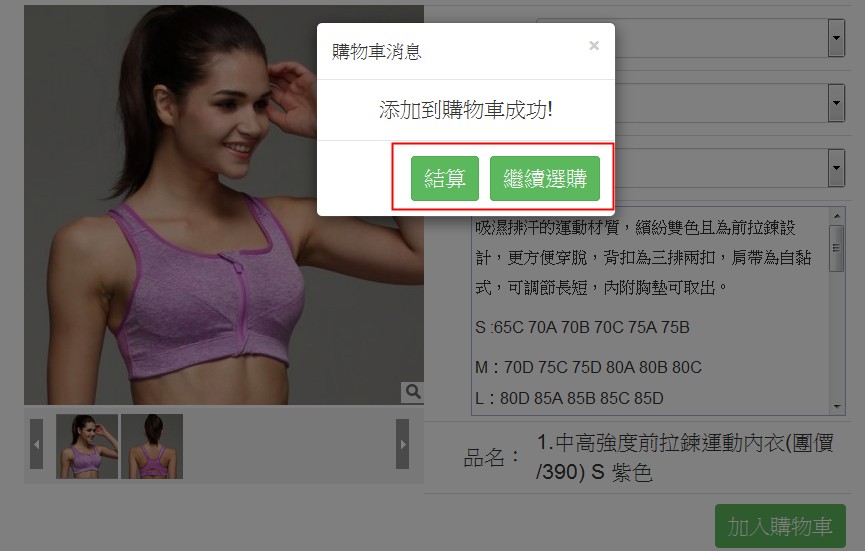 購物車消息
×
添加到購物車成功!
結算 繼續選購
吸濕排汗的運動材質，繽紛雙色且為前拉鍊設
計，更方便穿脫，背扣為三排兩扣，肩帶為自黏
式，可調節長短，內附胸墊可取出。
S :65C 70A 70B 70C 75A 75B
M：70D 75C 75D 80A 80B 80C
L：80D 85A 85B 85C 85D
品名：
1.中高強度前拉鍊運動內衣(團價
/390) S 紫色
加入購物車